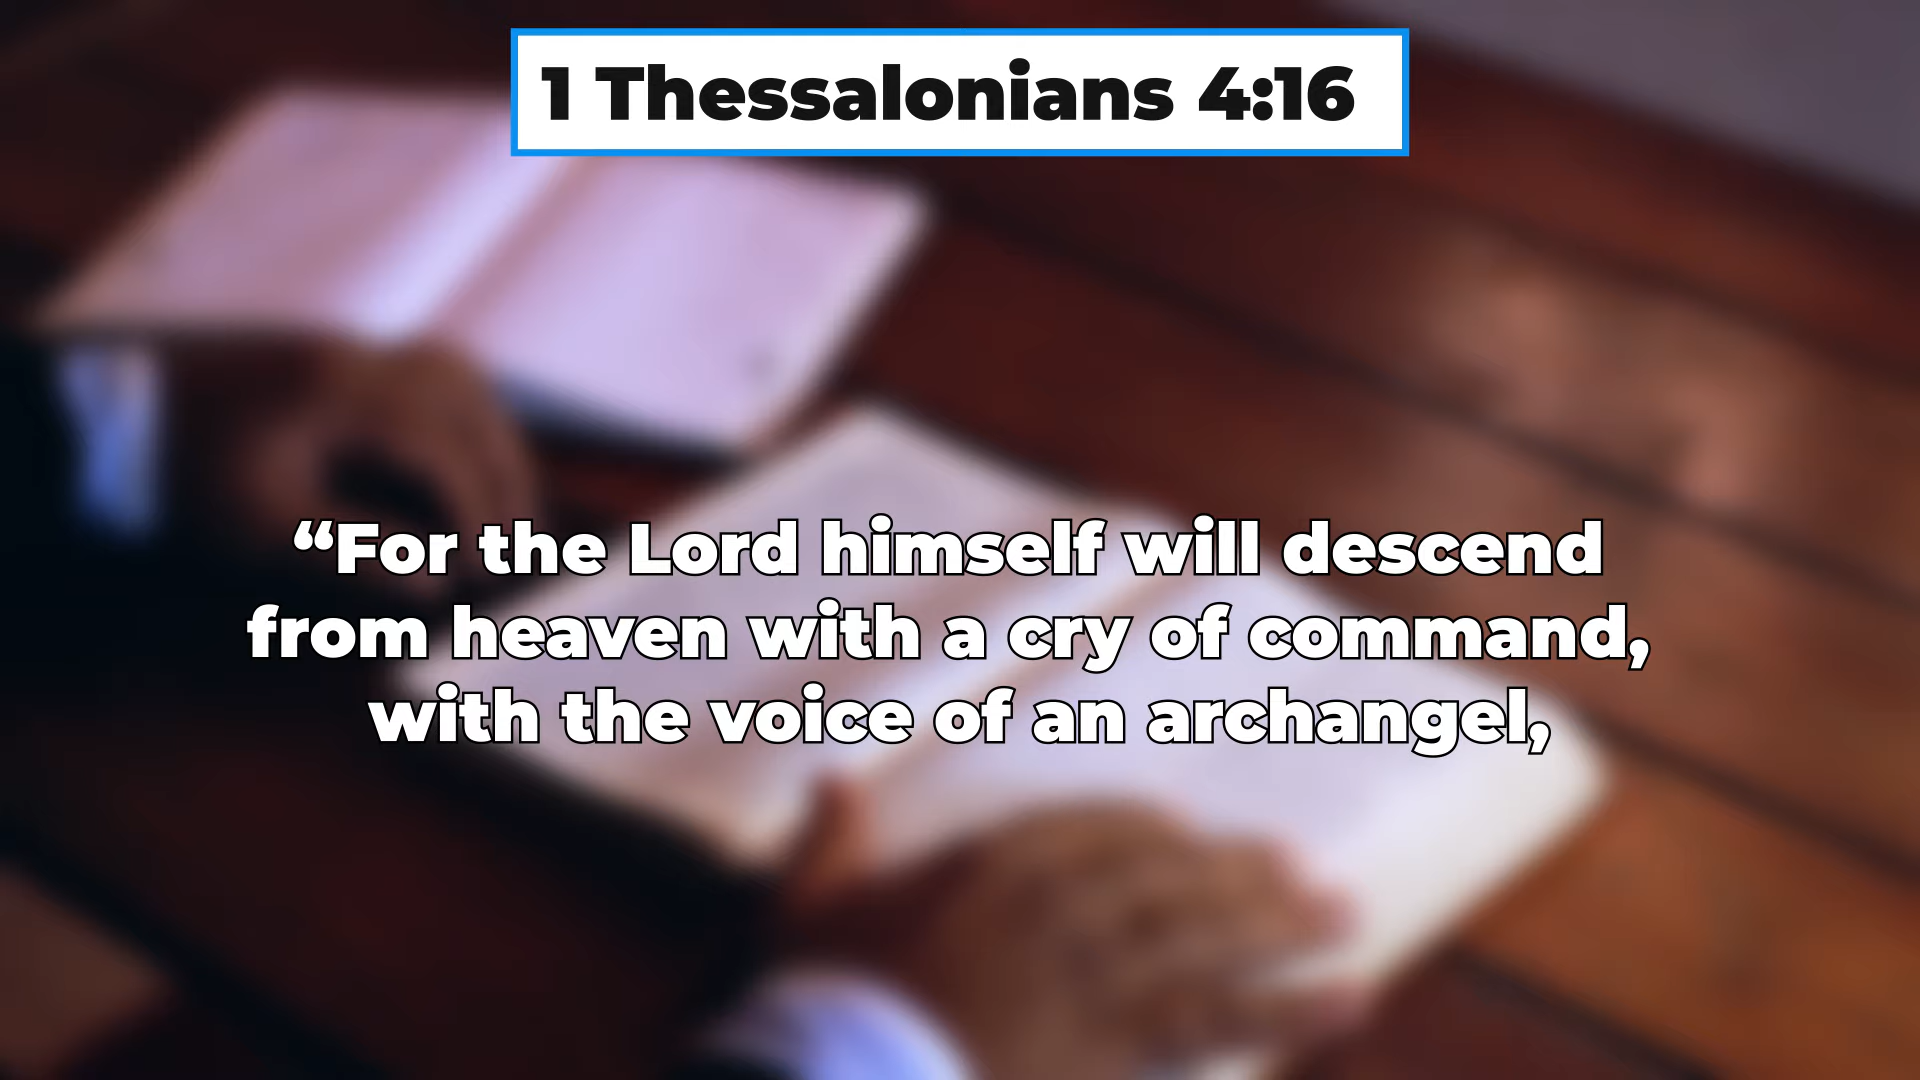 1 Thessalonians 4:16
“For the Lord himself will descend
from heaven with a cry of command,
with the voice of an archangel,